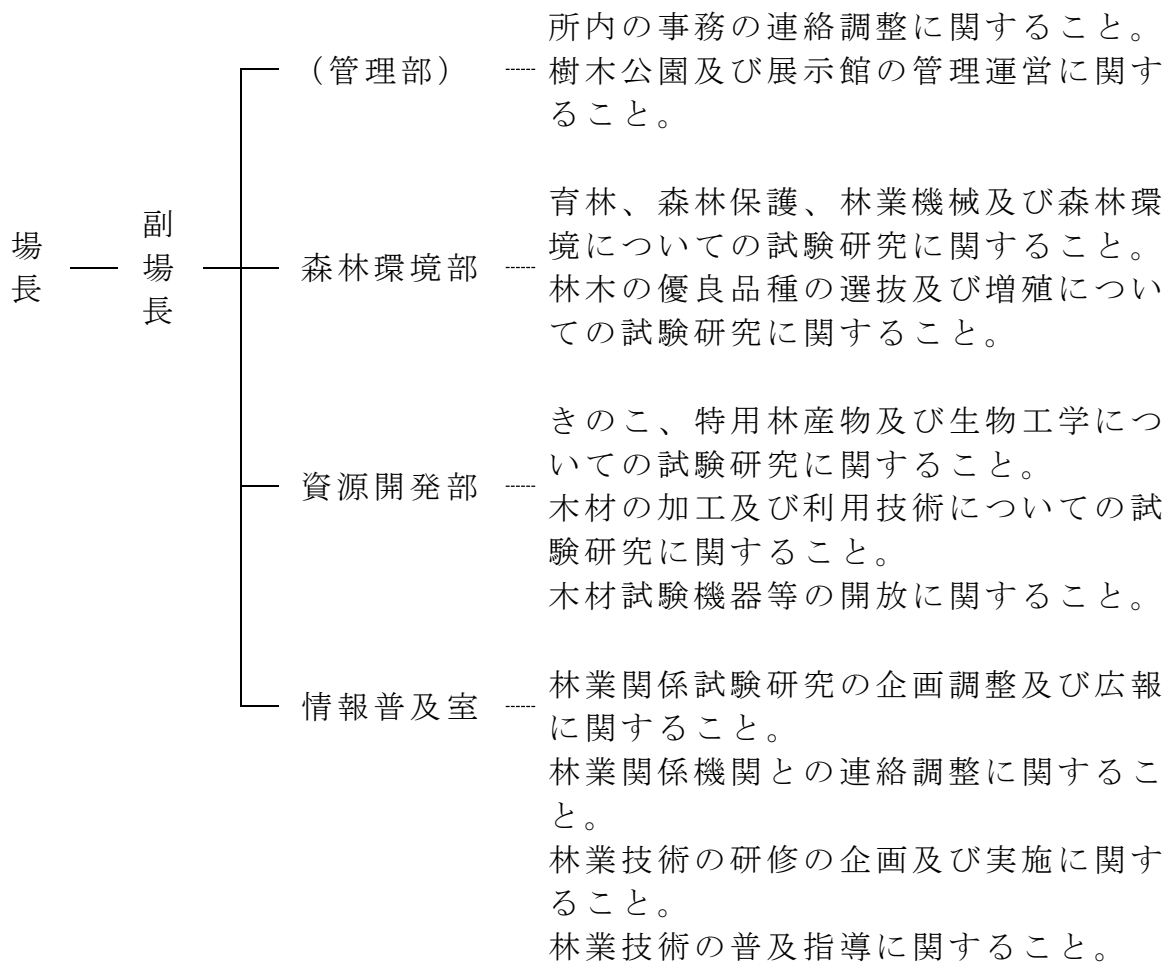 場長
副場長
（管理部）
所内の事務の連絡調整に関すること。
樹木公園及び展示館の管理運営に関す
ること。
森林環境部
育林、森林保護、林業機械及び森林環
境についての試験研究に関すること。
林木の優良品種の選抜及び増殖につい
ての試験研究に関すること。
資源開発部
きのこ、特用林産物及び生物工学につ
いての試験研究に関すること。
木材の加工及び利用技術についての試
験研究に関すること。
木材試験機器等の開放に関すること。
情報普及室
林業関係試験研究の企画調整及び広報
に関すること。
林業関係機関との連絡調整に関するこ
と。
林業技術の研修の企画及び実施に関す
ること。
林業技術の普及指導に関すること。